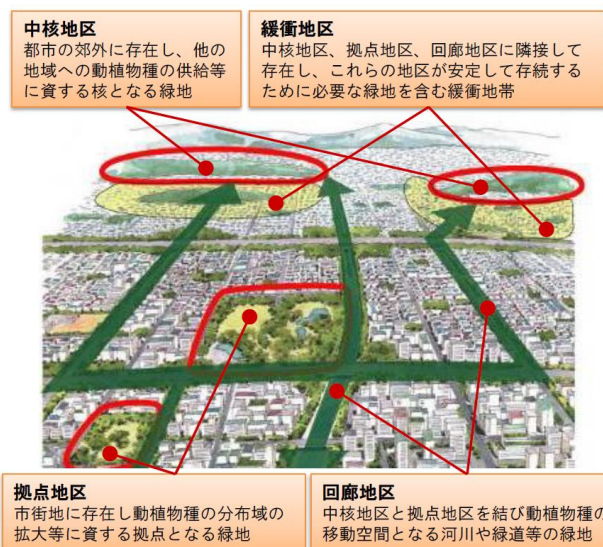 中核地区
都市の郊外に存在し、他の
地域への動植物種の供給等
に資する核となる緑地
緩衝地区
中核地区、拠点地区、回廊地区に隣接して
存在し、これらの地区が安定して存続する
ために必要な緑地を含む緩衝地帯
拠点地区
市街地に存在し動植物種の分布域の
拡大等に資する拠点となる緑地
回廊地区
中核地区と拠点地区を結び動植物種の
移動空間となる河川や緑道等の緑地